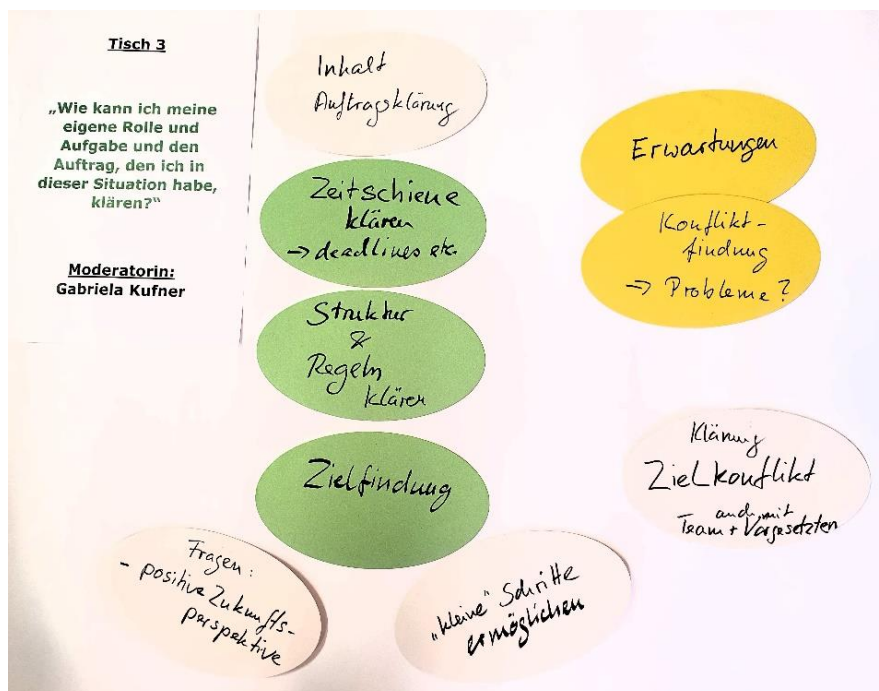 Tisch 3
„Wie kann ich meine
eigene Rolle und
Aufgabe und den
Auftrag, den ich in
dieser Situation habe,
klären?“
Moderatorin:
Gabriela Kufner
Inhalt
Auftragsklärung
Zeitschiene
klären
→ deadlines etc.
Struktur
&
Regeln
klären
Zielfindung
Fragen:
- positive Zukunfts-
perspektive
„kleine“ Schritte
ermöglichen
Erwartungen
Konflikt-
findung
→ Probleme?
Klärung
Zielkonflikt
auch mit
Team + Vorgesetzten